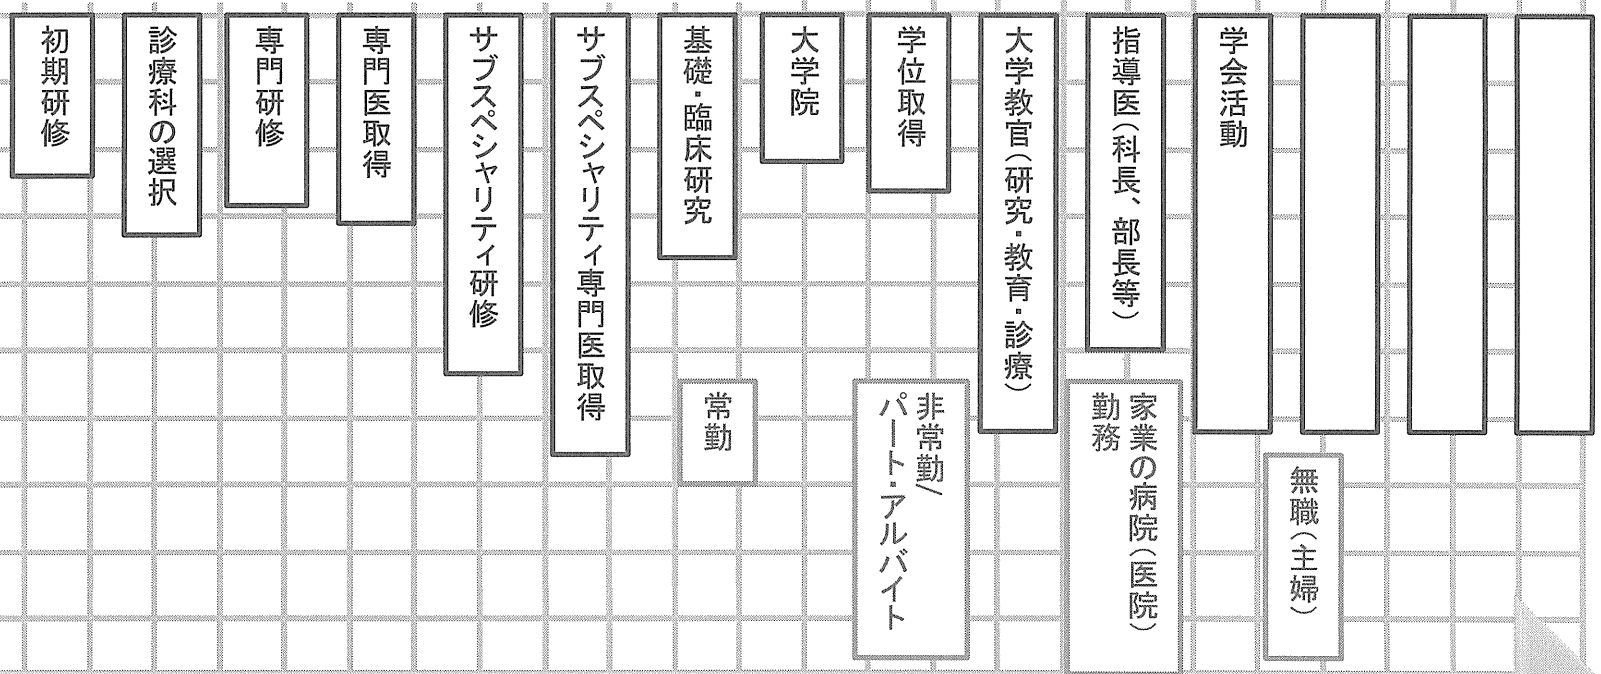 初期研修
診療科の選択
専門研修
専門医取得
サブスペシャリティ研修
サブスペシャリティ専門医取得
基礎・臨床研究
大学院
学位取得
大学教官(研究・教育・診療)
指導医(科長、部長等)
学会活動
常勤
非常勤/
パート・アルバイト
家業の病院(医院)
勤務
無職(主婦)